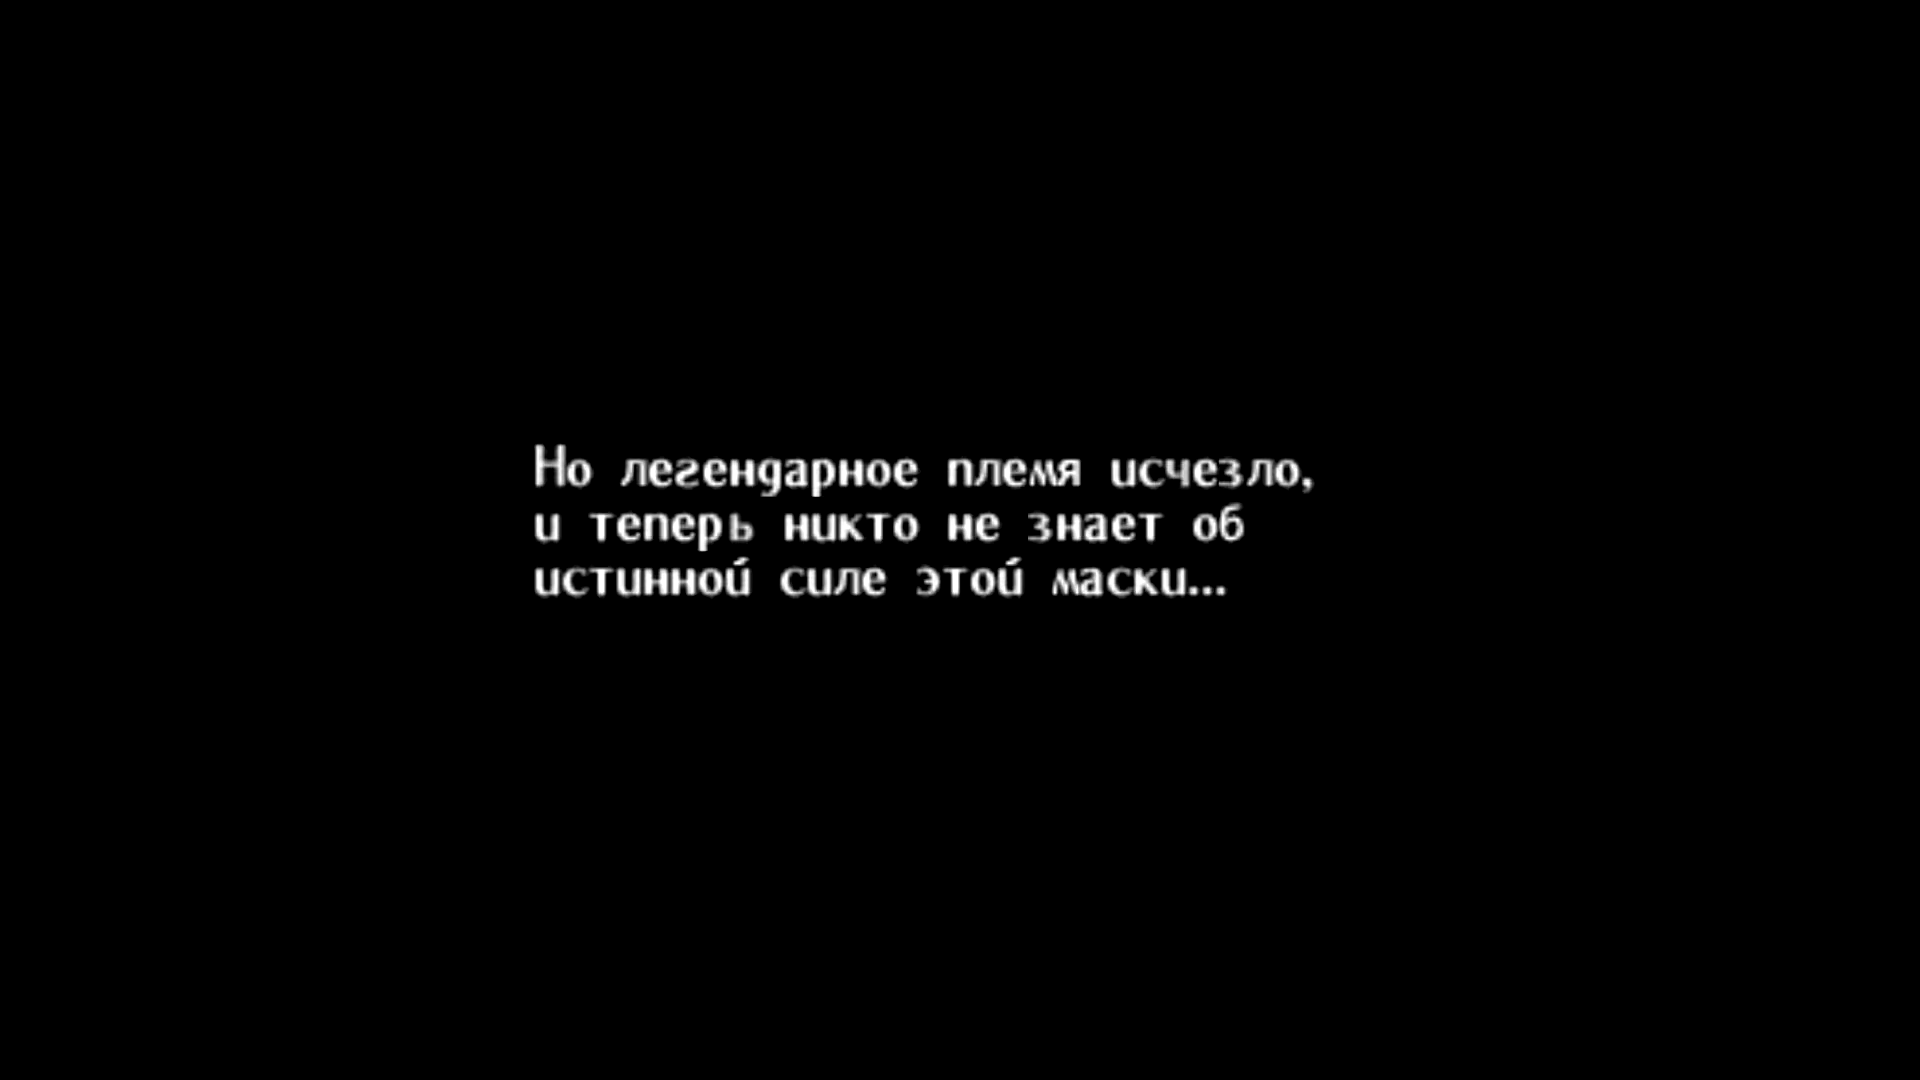 Но легендарное племя исчезло,
и теперь никто не знает об
истинной силе этой маски...